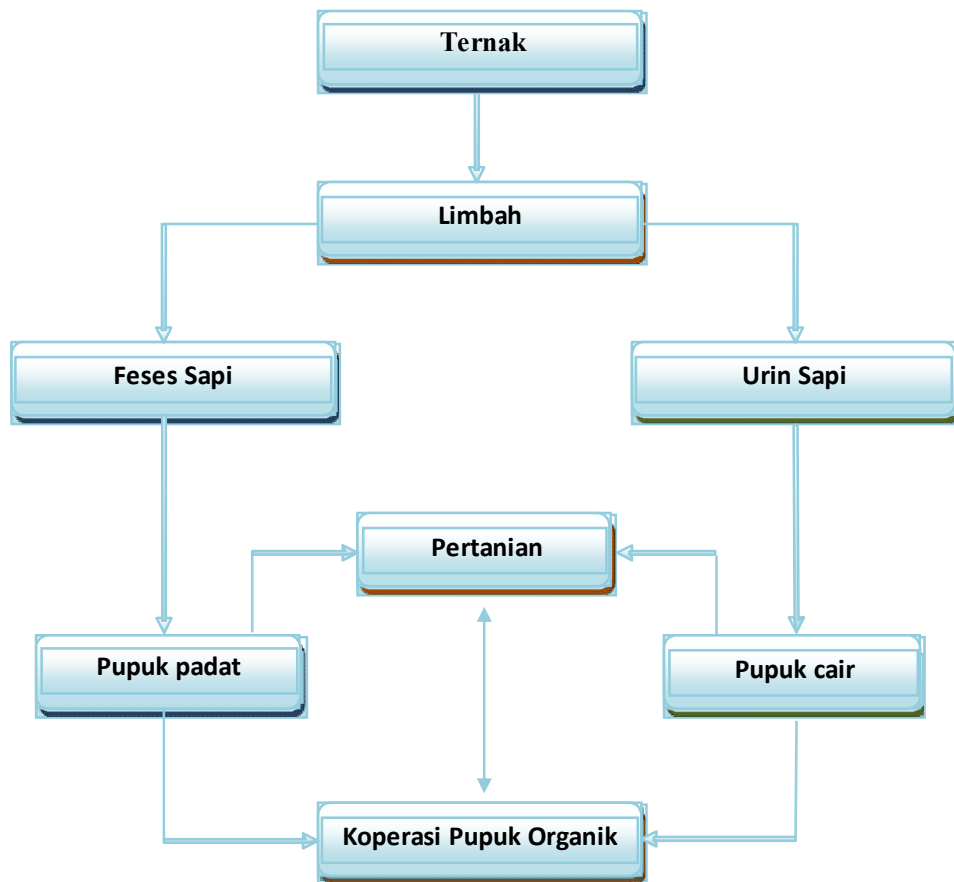 Ternak
Limbah
Feses Sapi
Urin Sapi
Pertanian
Pupuk padat
Pupuk cair
Koperasi Pupuk Organik